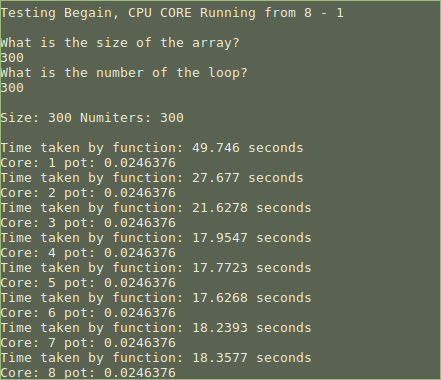 Testing Begain, CPU CORE Running from 8 - 1
What is the size of the array?
300
What is the number of the loop?
300
Size: 300 Numiters: 300
Time taken by function: 49.746 seconds
Core: 1 pot: 0.0246376
Time taken by function: 27.677 seconds
Core: 2 pot: 0.0246376
Time taken by function: 21.6278 seconds
Core: 3 pot: 0.0246376
Time taken by function: 17.9547 seconds
Core: 4 pot: 0.0246376
Time taken by function: 17.7723 seconds
Core: 5 pot: 0.0246376
Time taken by function: 17.6268 seconds
Core: 6 pot: 0.0246376
Time taken by function: 18.2393 seconds
Core: 7 pot: 0.0246376
Time taken by function: 18.3577 seconds
Core: 8 pot: 0.0246376